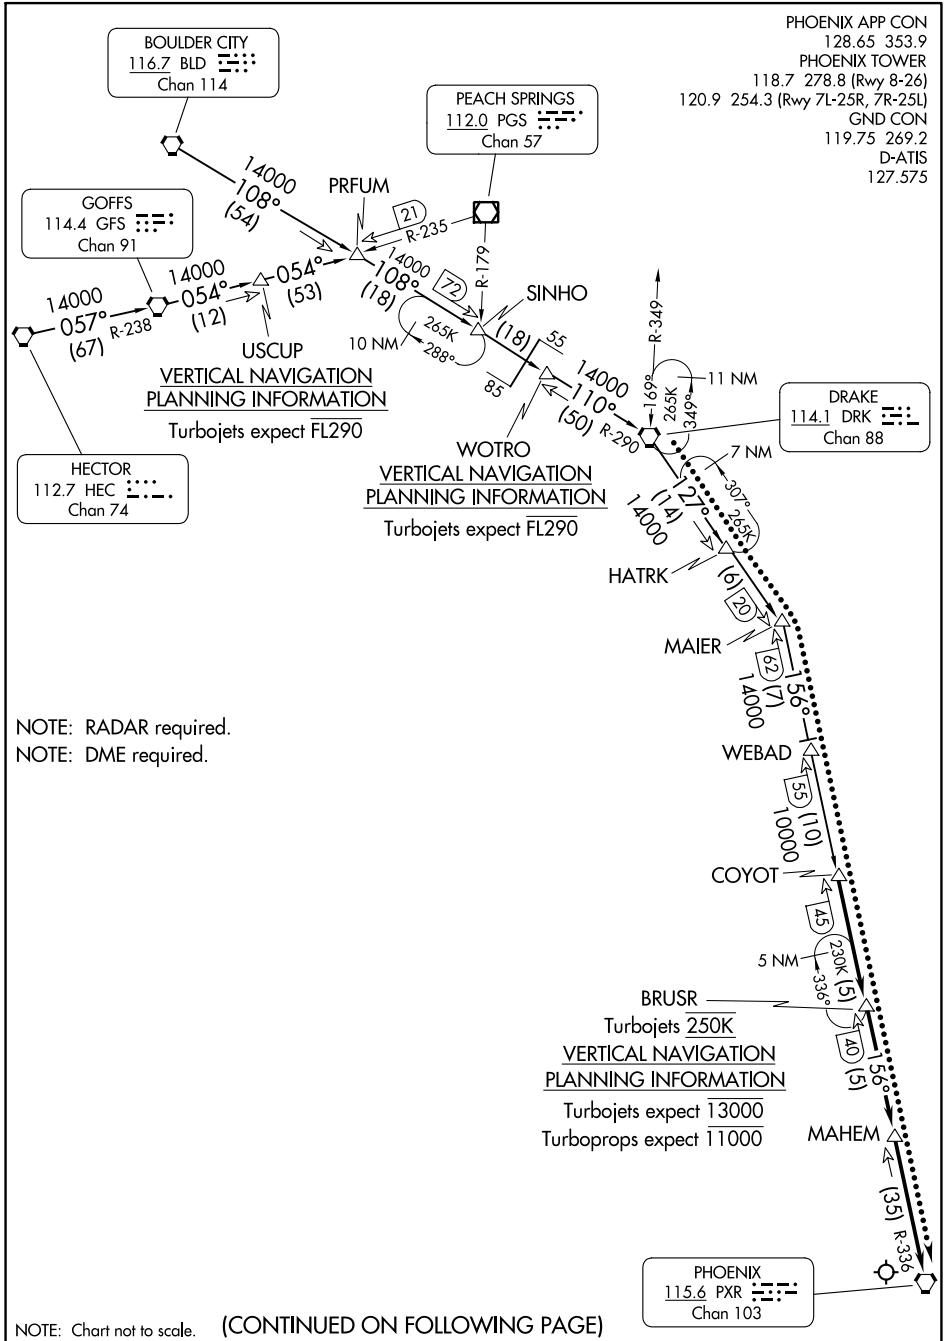 PHOENIX APP CON
128.65 353.9
PHOENIX TOWER
118.7 278.8 (Rwy 8-26)
120.9 254.3 (Rwy 7L-25R, 7R-25L)
GND CON
119.75 269.2
D-ATIS
127.575
BOULDER CITY
116.7 BLD
Chan 114
PEACH SPRINGS
112.0 PGS
Chan 57
14000
108°
(54)
PRFUM
21
R-235
R-179
GOFFS
114.4 GFS
Chan 91
14000
057°
(67)
R-238
14000
054°
(12)
054°
(53)
14000
108°
(18)
72
SINHO
10 NM
265K
288°
(18)
55
85
USCUP
VERTICAL NAVIGATION
PLANNING INFORMATION
Turbojets expect FL290
14000
110°
(50)
R-290
R-349
169°
265K
349°
11 NM
DRAKE
114.1 DRK
Chan 88
WOTRO
VERTICAL NAVIGATION
PLANNING INFORMATION
Turbojets expect FL290
HECTOR
112.7 HEC
Chan 74
7 NM
307°
265K
127°
(14)
14000
HATRK
(6)
20
MAIER
62
(7)
14000
156°
NOTE: RADAR required.
NOTE: DME required.
WEBAD
55
(10)
10000
COYOT
45
5 NM
230K
336°
(5)
BRUSR
Turbojets 250K
VERTICAL NAVIGATION
PLANNING INFORMATION
Turbojets expect 13000
Turboprops expect 11000
40
(5)
156°
MAHEM
(35)
R-336
PHOENIX
115.6 PXR
Chan 103
NOTE: Chart not to scale.
(CONTINUED ON FOLLOWING PAGE)